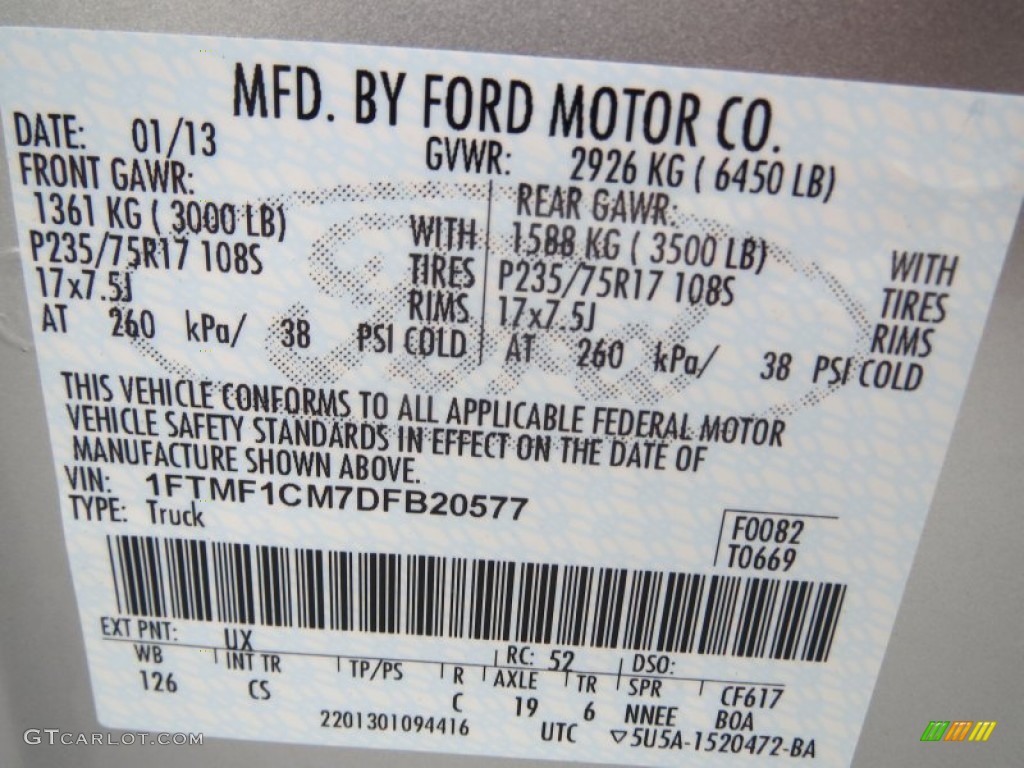 MFD. BY FORD MOTOR CO.
DATE: 01/13 GVWR: 2926 KG ( 6450 LB)
FRONT GAWR: REAR GAWR:
1361 KG ( 3000 LB) WITH 1588 KG ( 3500 LB) WITH
P235/75R17 108S TIRES P235/75R17 108S TIRES
17x7.5J RIMS 17x7.5J RIMS
AT 260 kPa/ 38 PSI COLD AT 260 kPa/ 38 PSI COLD
THIS VEHICLE CONFORMS TO ALL APPLICABLE FEDERAL MOTOR
VEHICLE SAFETY STANDARDS IN EFFECT ON THE DATE OF
MANUFACTURE SHOWN ABOVE.
VIN: 1FTMF1CM7DFB20577
TYPE: Truck
F0082
T0669
EXT PNT: UX RC: 52 DSO:
WB INT TR TP/PS R AXLE TR SPR CF617
126 CS C 19 6 NNEE BOA
2201301094416 UTC ▽5U5A-1520472-BA
Ford
GTCARLOT.COM